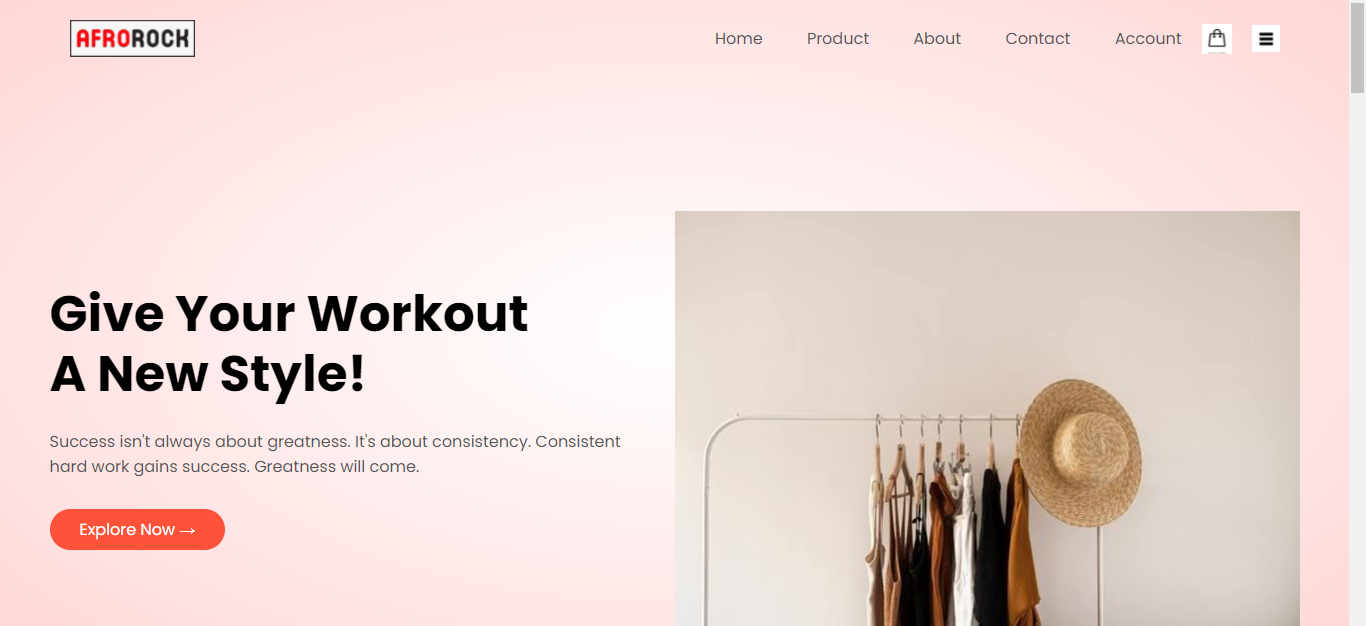 AFROROCK
Home Product About Contact Account
Give Your Workout
A New Style!
Success isn't always about greatness. It's about consistency. Consistent
hard work gains success. Greatness will come.
Explore Now →